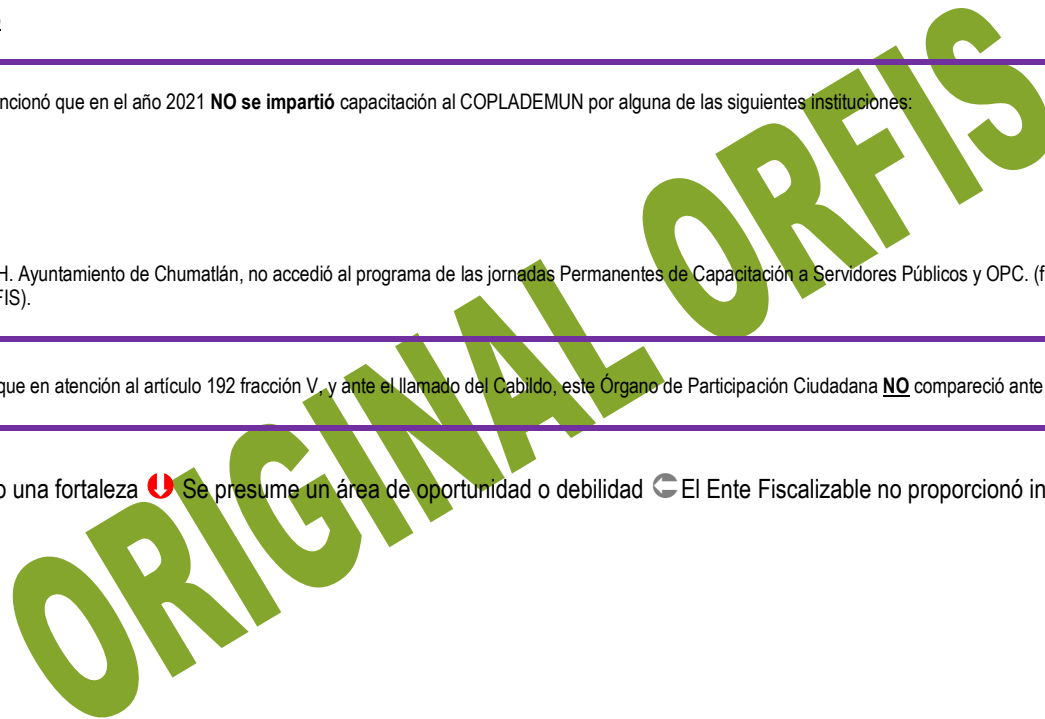 ncionó que en el año 2021 NO se impartió capacitación al COPLADEMUN por alguna de las siguientes instituciones:
H. Ayuntamiento de Chumatlán, no accedió al programa de las jornadas Permanentes de Capacitación a Servidores Públicos y OPC. (f
FIS).
que en atención al artículo 192 fracción V, y ante el llamado del Cabildo, este Órgano de Participación Ciudadana NO compareció ante
o una fortaleza Se presume un área de oportunidad o debilidad El Ente Fiscalizable no proporcionó in
ORIGINAL ORFIS